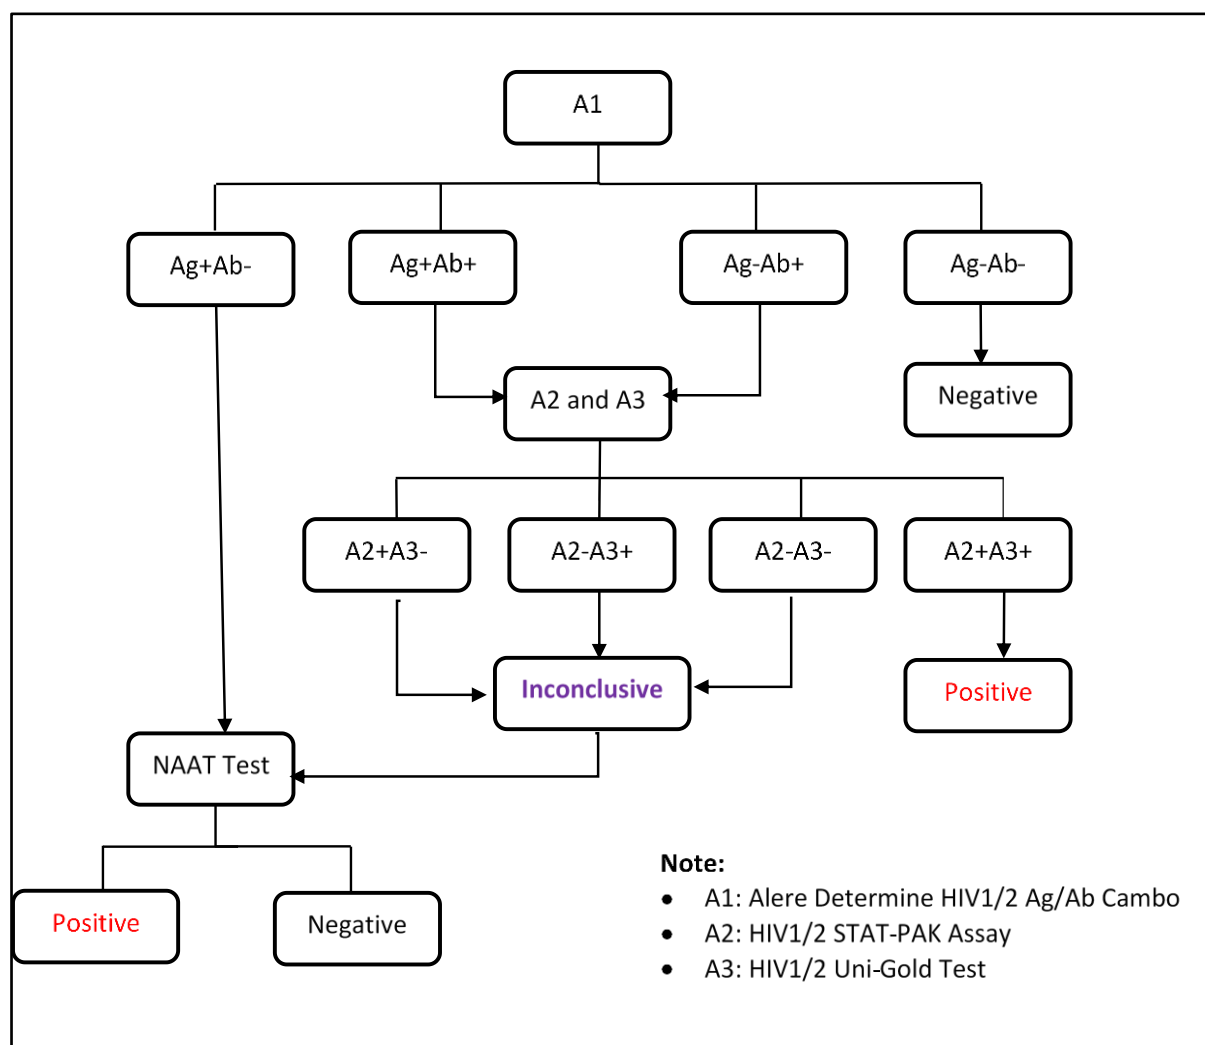 A1
Ag+Ab-
Ag+Ab+
Ag-Ab+
Ag-Ab-
A2 and A3
Negative
A2+A3-
A2-A3+
A2-A3-
A2+A3+
Inconclusive
Positive
NAAT Test
Positive
Negative
Note:
• A1: Alere Determine HIV1/2 Ag/Ab Cambo
• A2: HIV1/2 STAT-PAK Assay
• A3: HIV1/2 Uni-Gold Test